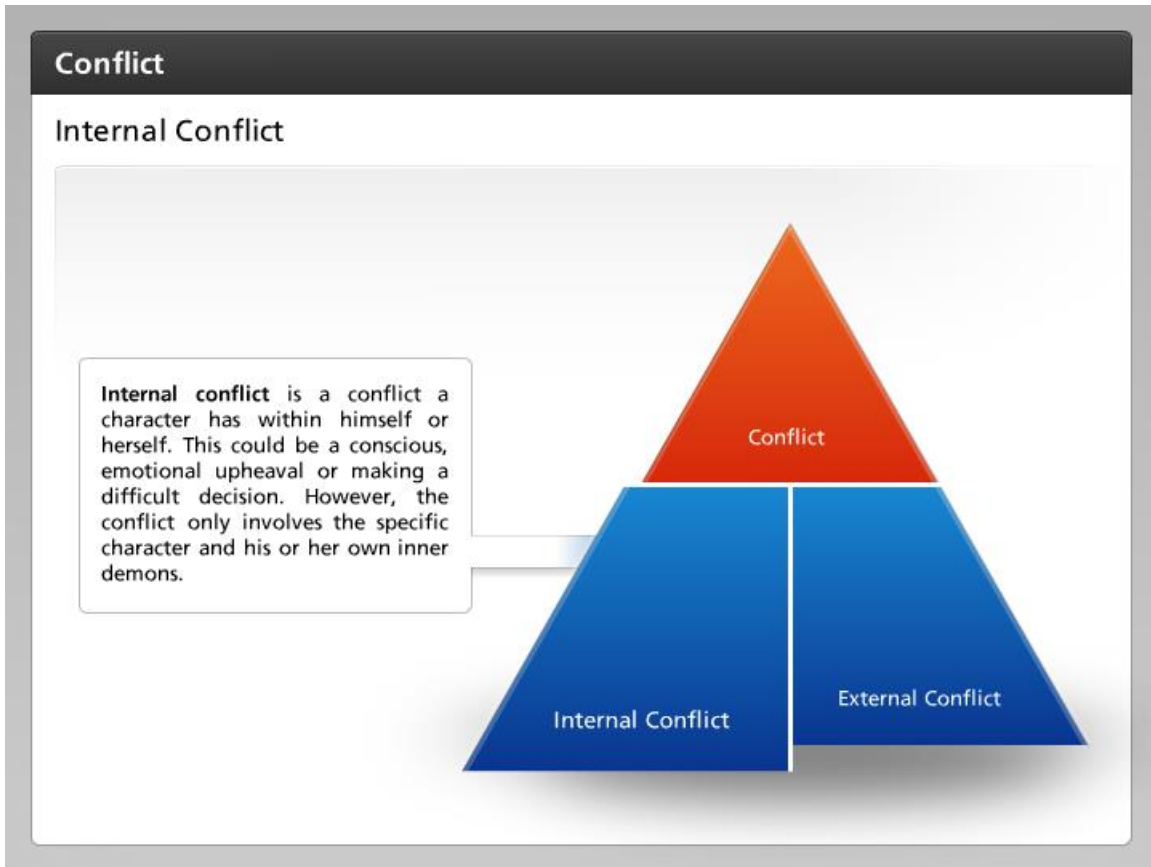 Conflict
Internal Conflict
Internal conflict is a conflict a
character has within himself or
herself. This could be a conscious,
emotional upheaval or making a
difficult decision. However, the
conflict only involves the specific
character and his or her own inner
demons.
Conflict
Internal Conflict
External Conflict